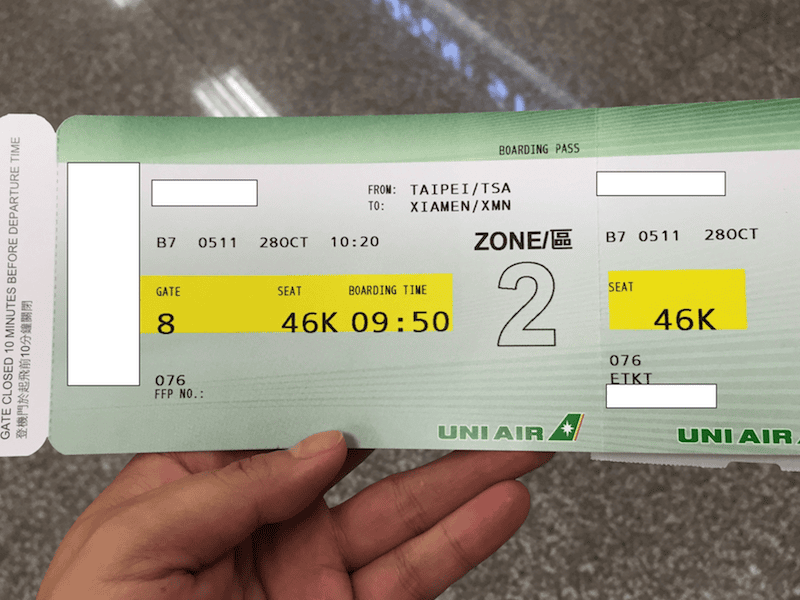 GATE CLOSED 10 MINUTES BEFORE DEPARTURE TIME
登機門於起飛前10分鐘關閉
BOARDING PASS
FROM: TAIPEI/TSA
TO: XIAMEN/XMN
B7 0511 28OCT 10:20
ZONE/區
2
GATE SEAT BOARDING TIME
8 46K 09:50
076
FFP NO.:
UNI AIR
B7 0511 28OCT
SEAT
46K
076
ETKT
UNI AIR